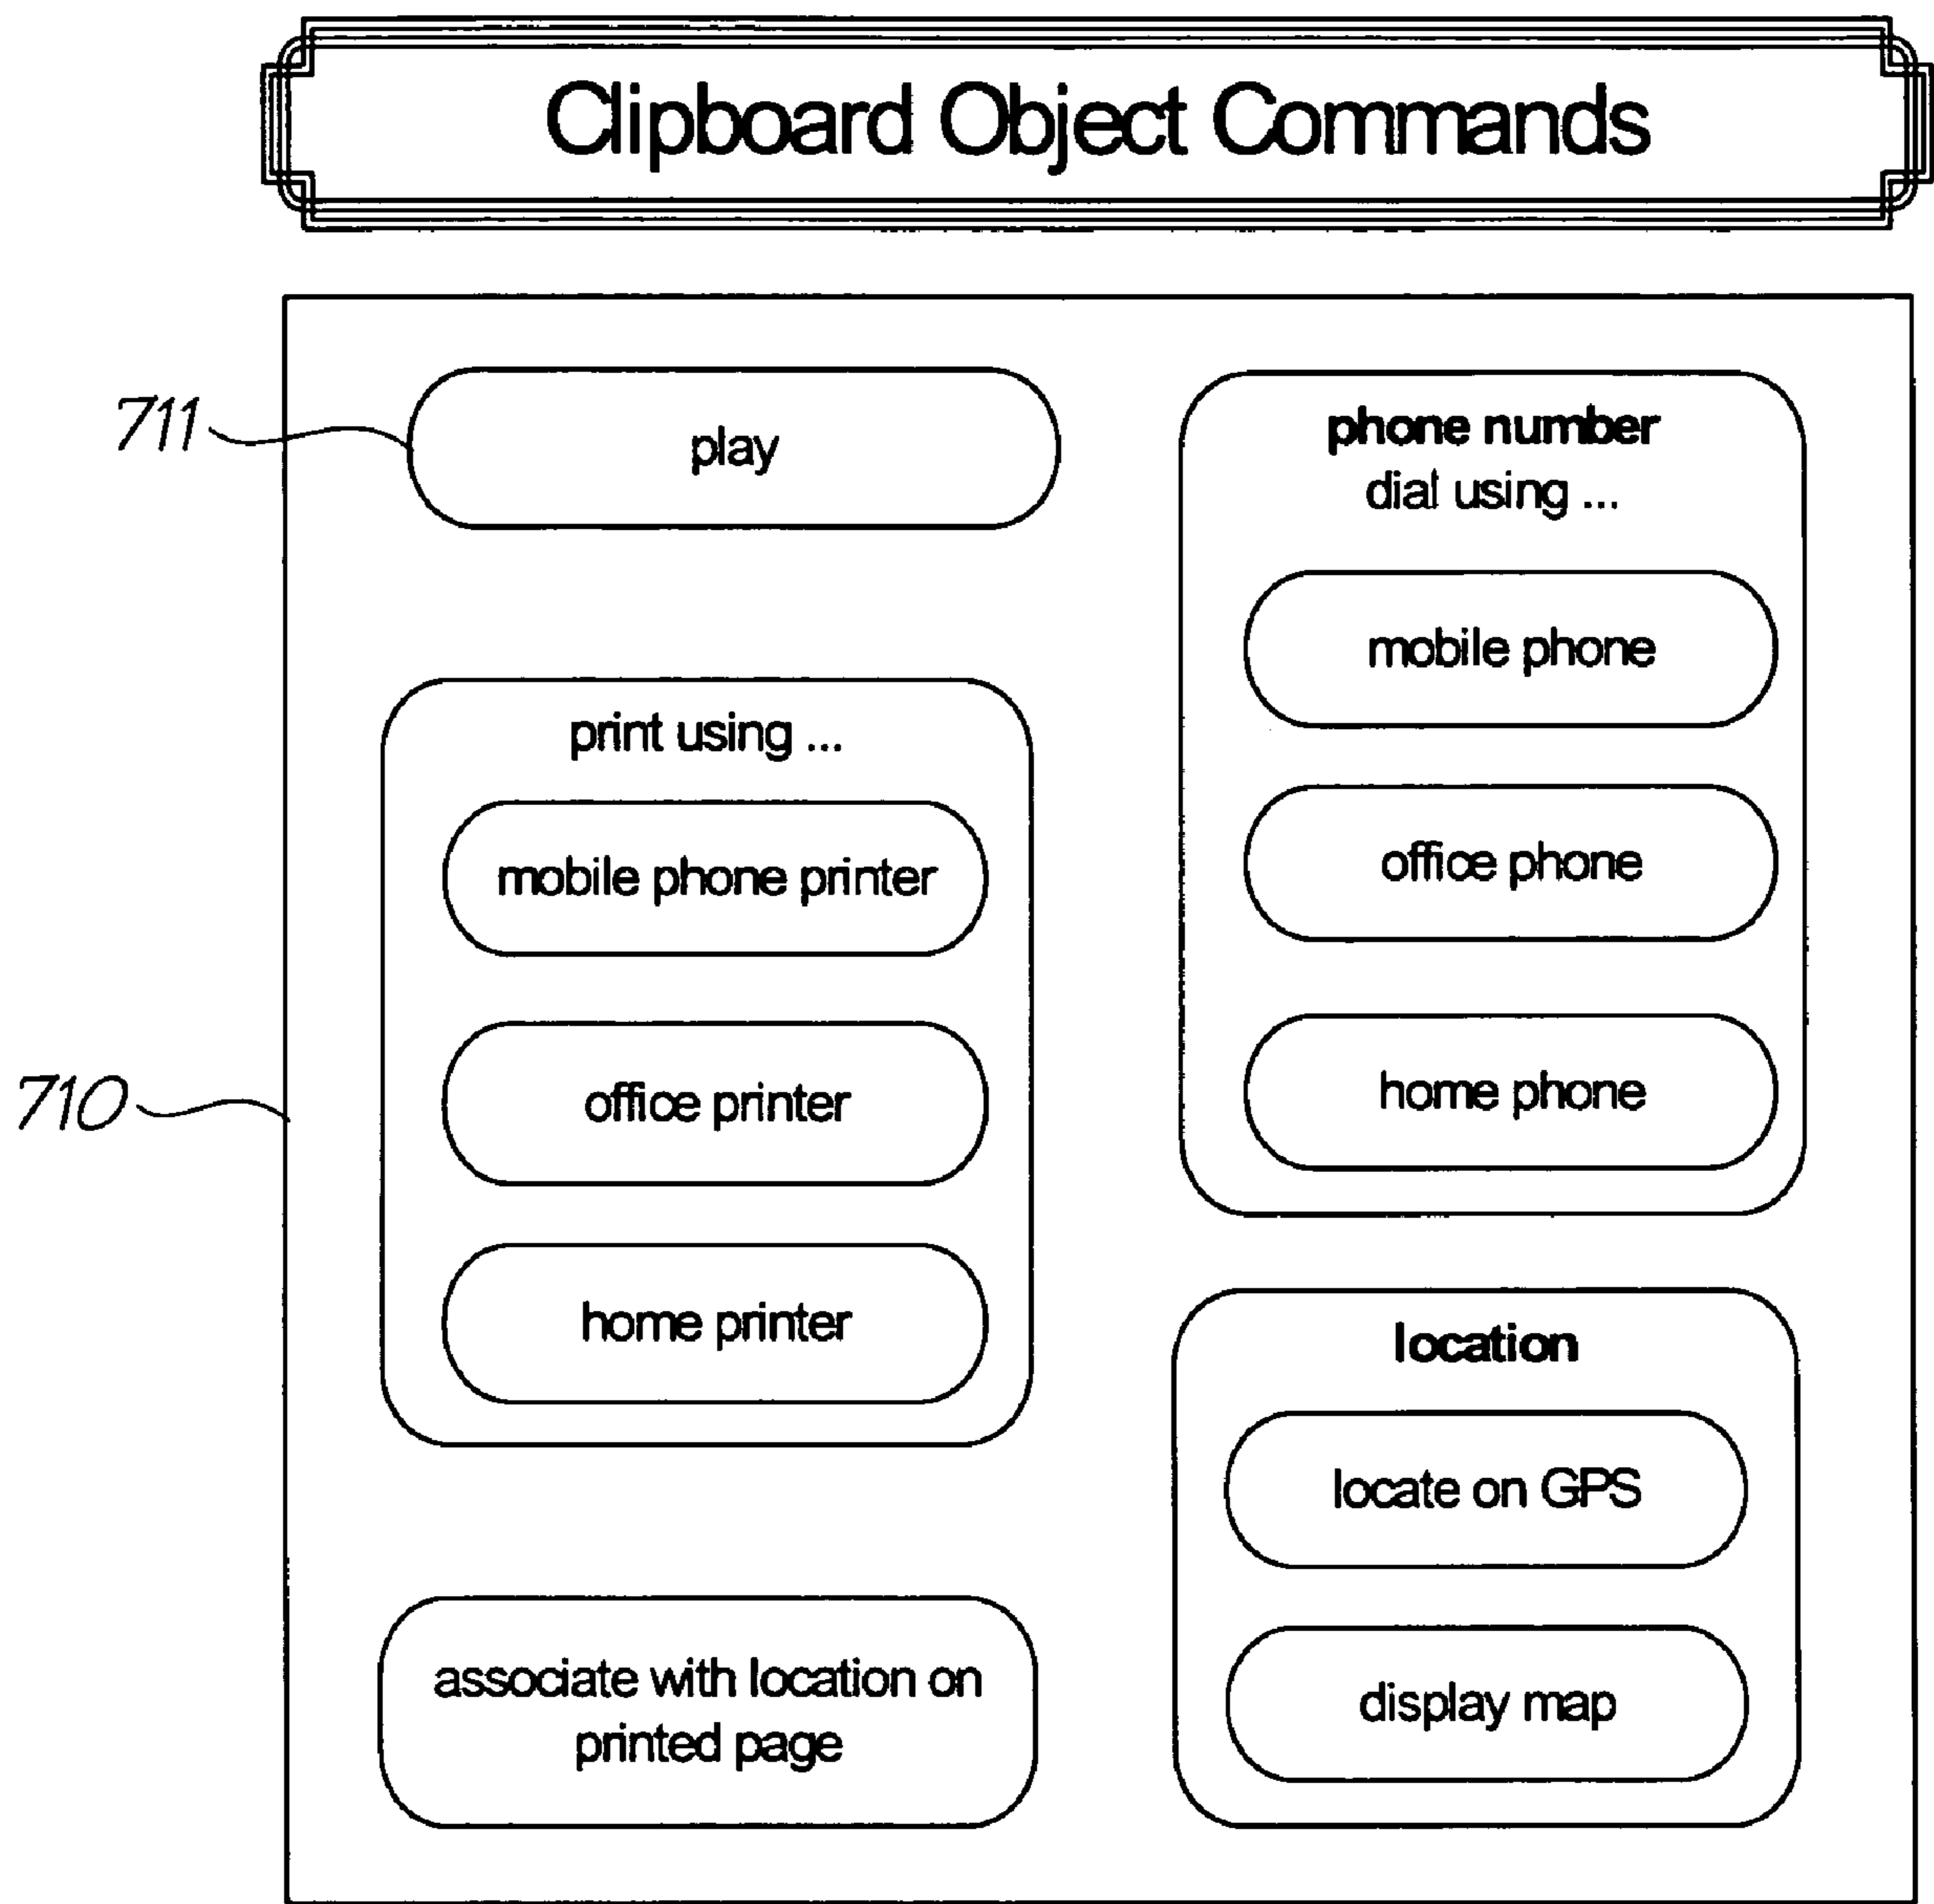 Clipboard Object Commands
711
play
print using ...
mobile phone printer
office printer
home printer
710
associate with location on
printed page
phone number
dial using ...
mobile phone
office phone
home phone
location
locate on GPS
display map